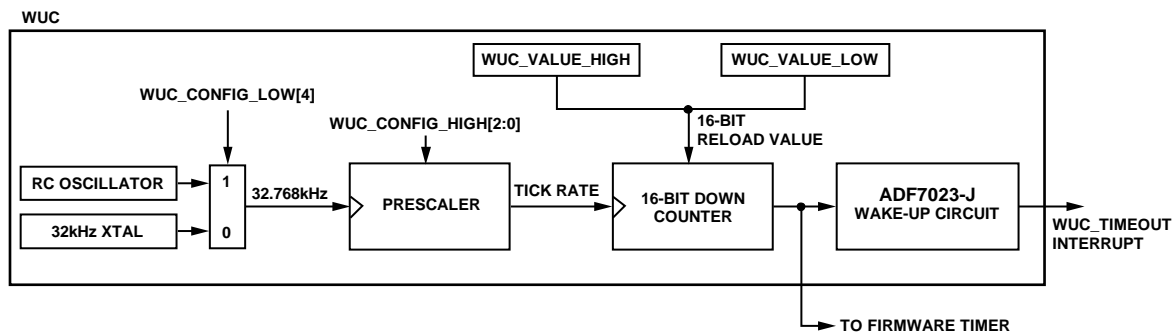 WUC
WUC_VALUE_HIGH
WUC_VALUE_LOW
WUC_CONFIG_LOW[4]
WUC_CONFIG_HIGH[2:0]
16-BIT
RELOAD VALUE
RC OSCILLATOR
1
32.768kHz
PRESCALER
TICK RATE
16-BIT DOWN
COUNTER
ADF7023-J
WAKE-UP CIRCUIT
32kHz XTAL
0
WUC_TIMEOUT
INTERRUPT
TO FIRMWARE TIMER